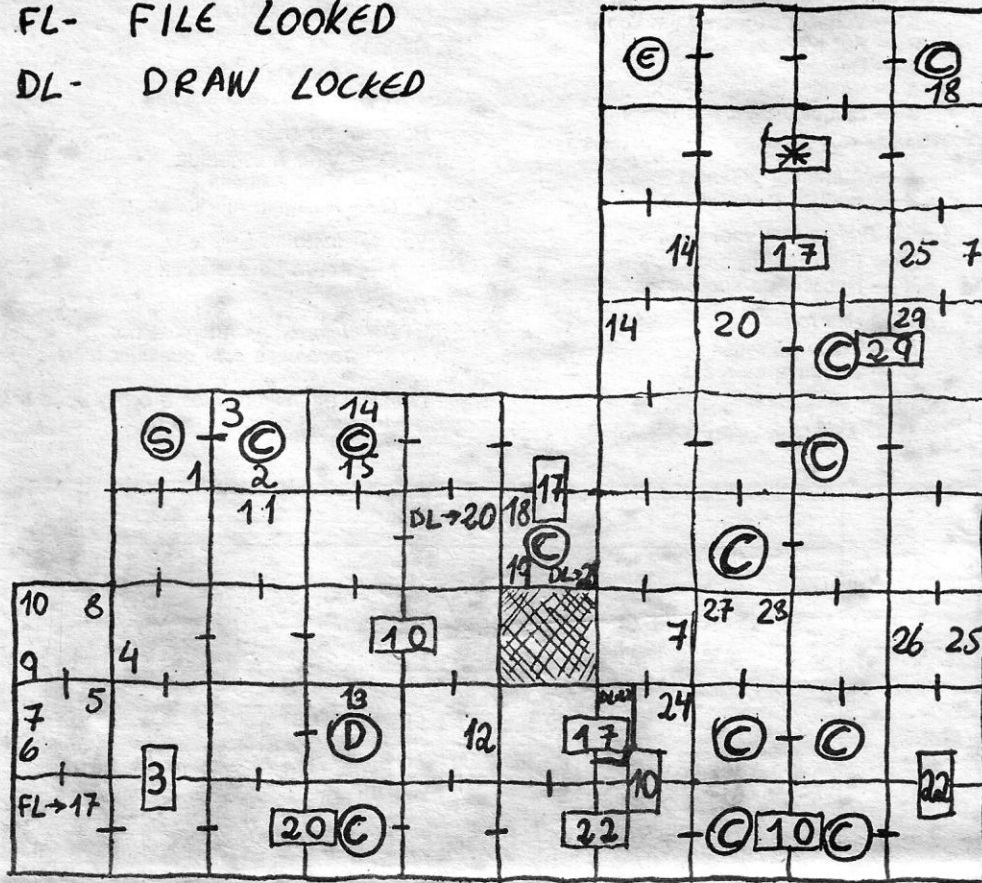 FL- FILE LOOKED
DL- DRAW LOCKED
E C
18
*
14 17 25 7
14 20 29
C 29
3 14
S C C C
1 2 15 17
11 DL→20 18
C C
19
10 8 27 28
4 10 7 26 25
9
7 5 13 24
6 D 12 17 C C
3 10 22
FL→17
20 C 22 C 10 C